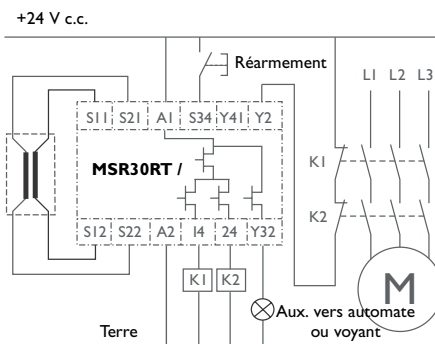 +24 V c.c.
Réarmement
L1 L2 L3
S11 S21 A1 S34 Y41 Y2
MSR30RT /
K1
K2
S12 S22 A2 14 24 Y32
K1 K2
M
Aux. vers automate
ou voyant
Terre